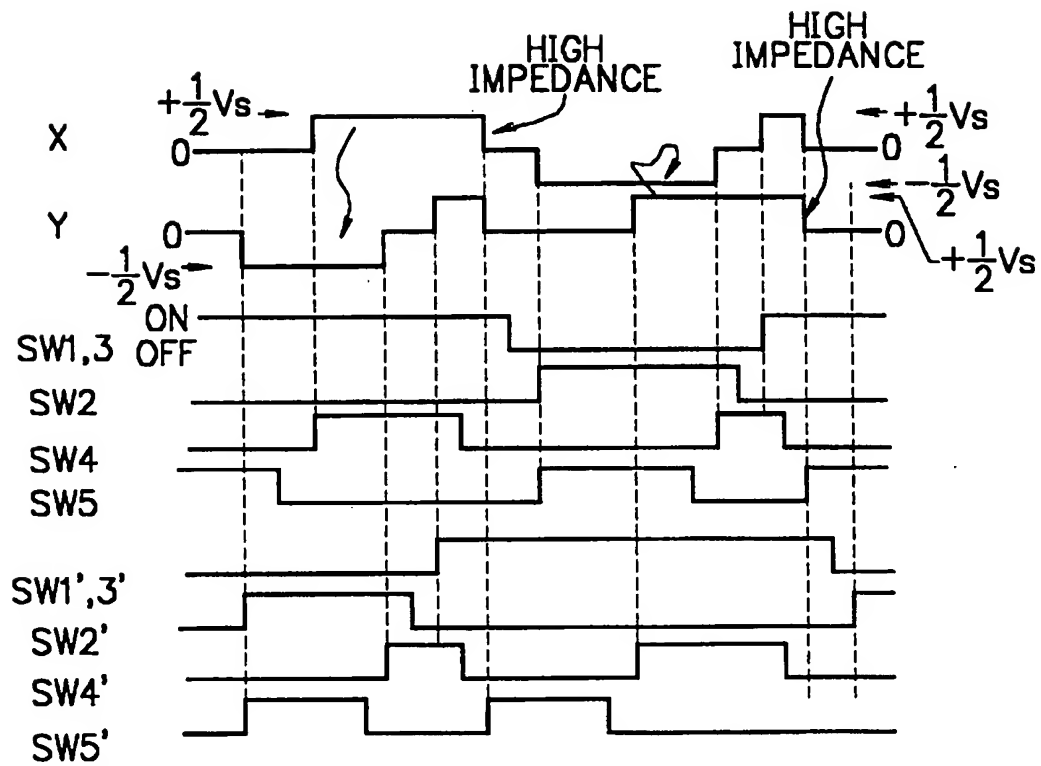 HIGH
IMPEDANCE
HIGH
IMPEDANCE
+1/2Vs
+1/2Vs
X
0
0
-1/2Vs
Y
0
0
-1/2Vs
+1/2Vs
ON
SW1,3 OFF
SW2
SW4
SW5
SW1',3'
SW2'
SW4'
SW5'